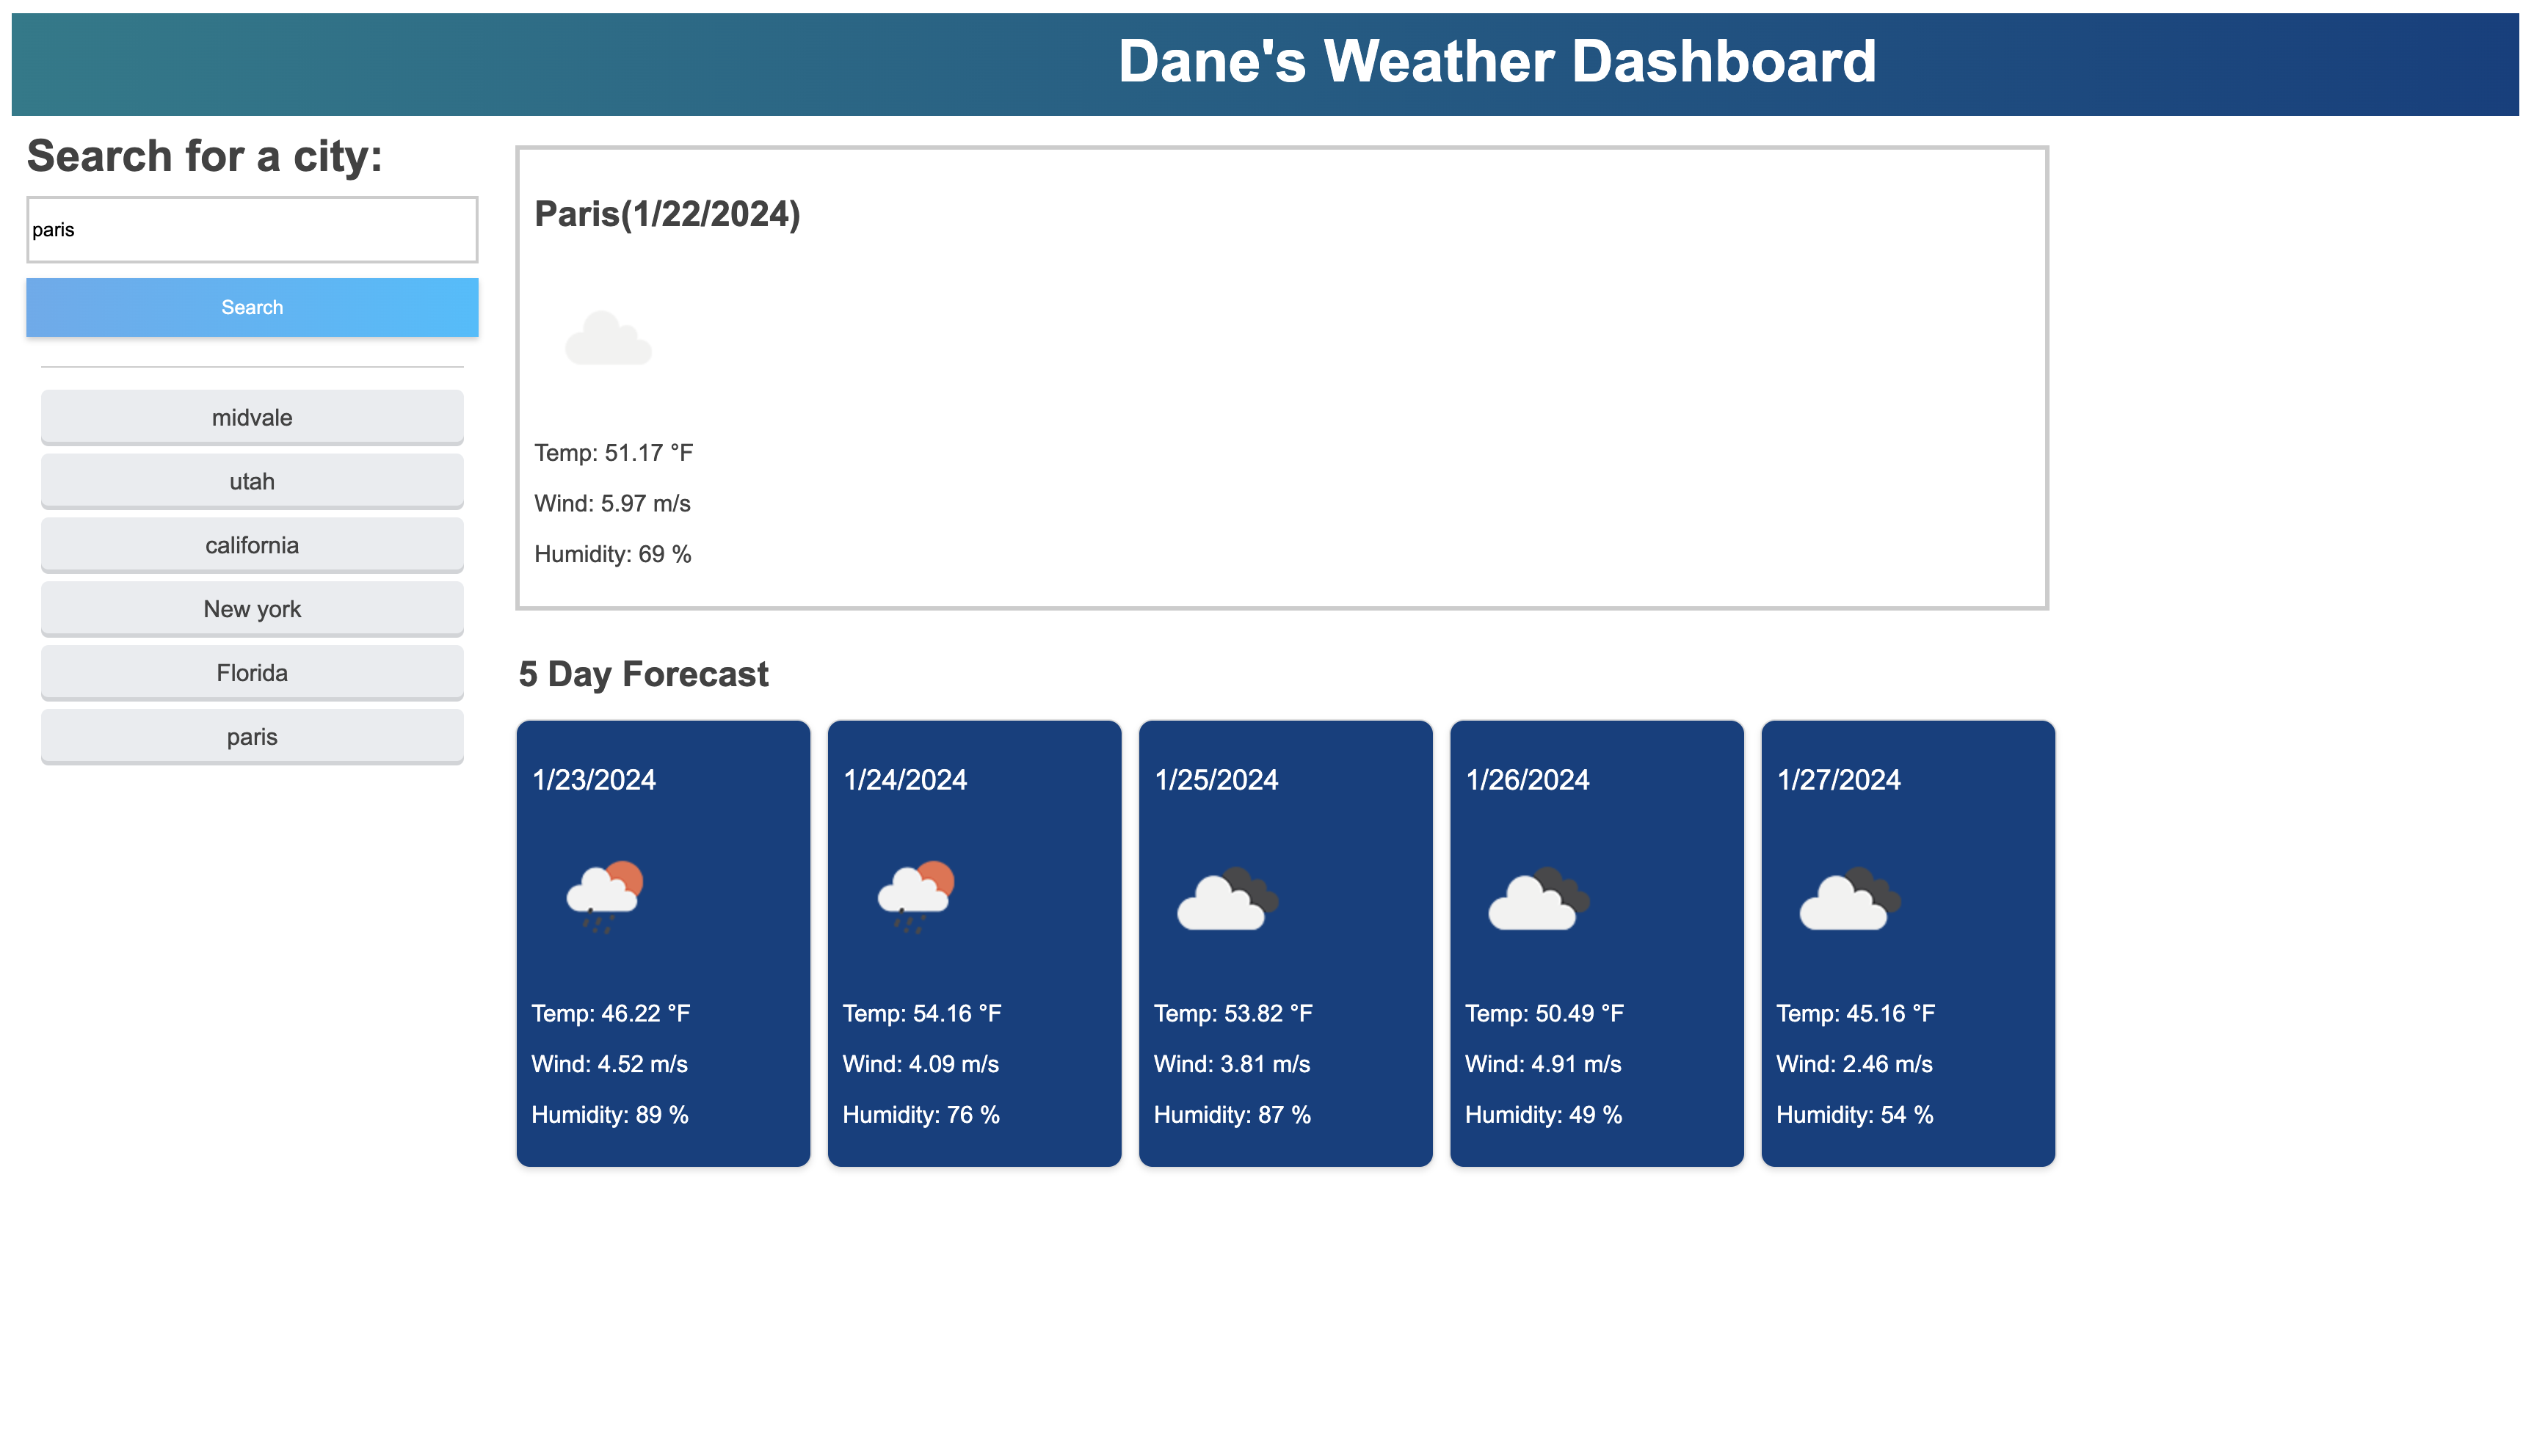 Dane's Weather Dashboard
Search for a city:
paris
Search
midvale
utah
california
New york
Florida
paris
Paris(1/22/2024)
Temp: 51.17 °F
Wind: 5.97 m/s
Humidity: 69 %
5 Day Forecast
1/23/2024
Temp: 46.22 °F
Wind: 4.52 m/s
Humidity: 89 %
1/24/2024
Temp: 54.16 °F
Wind: 4.09 m/s
Humidity: 76 %
1/25/2024
Temp: 53.82 °F
Wind: 3.81 m/s
Humidity: 87 %
1/26/2024
Temp: 50.49 °F
Wind: 4.91 m/s
Humidity: 49 %
1/27/2024
Temp: 45.16 °F
Wind: 2.46 m/s
Humidity: 54 %